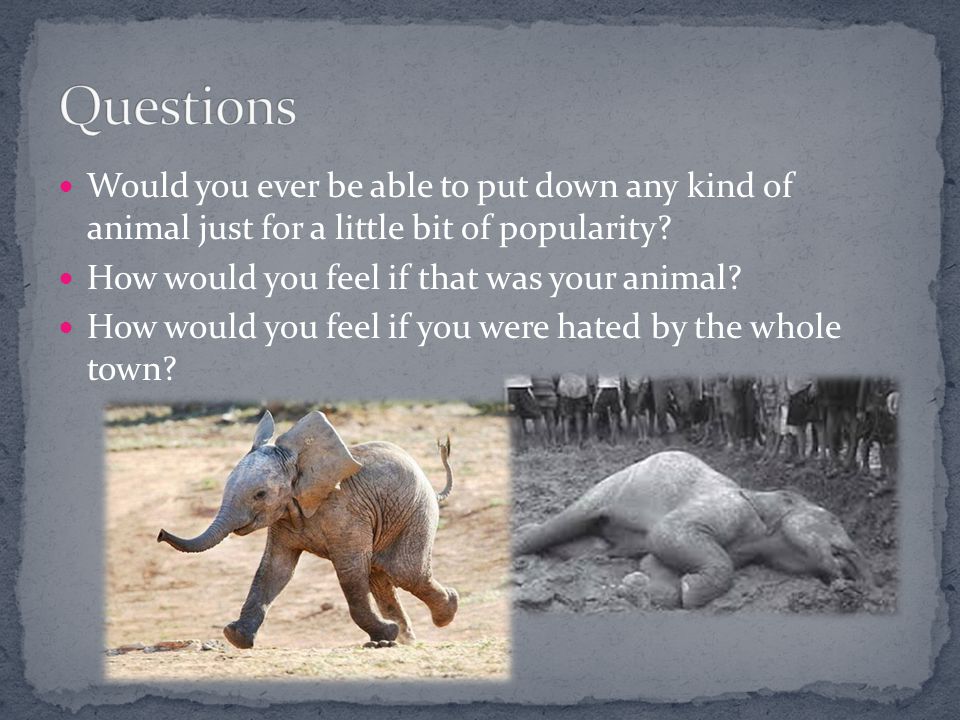 Questions
• Would you ever be able to put down any kind of
animal just for a little bit of popularity?
• How would you feel if that was your animal?
• How would you feel if you were hated by the whole
town?